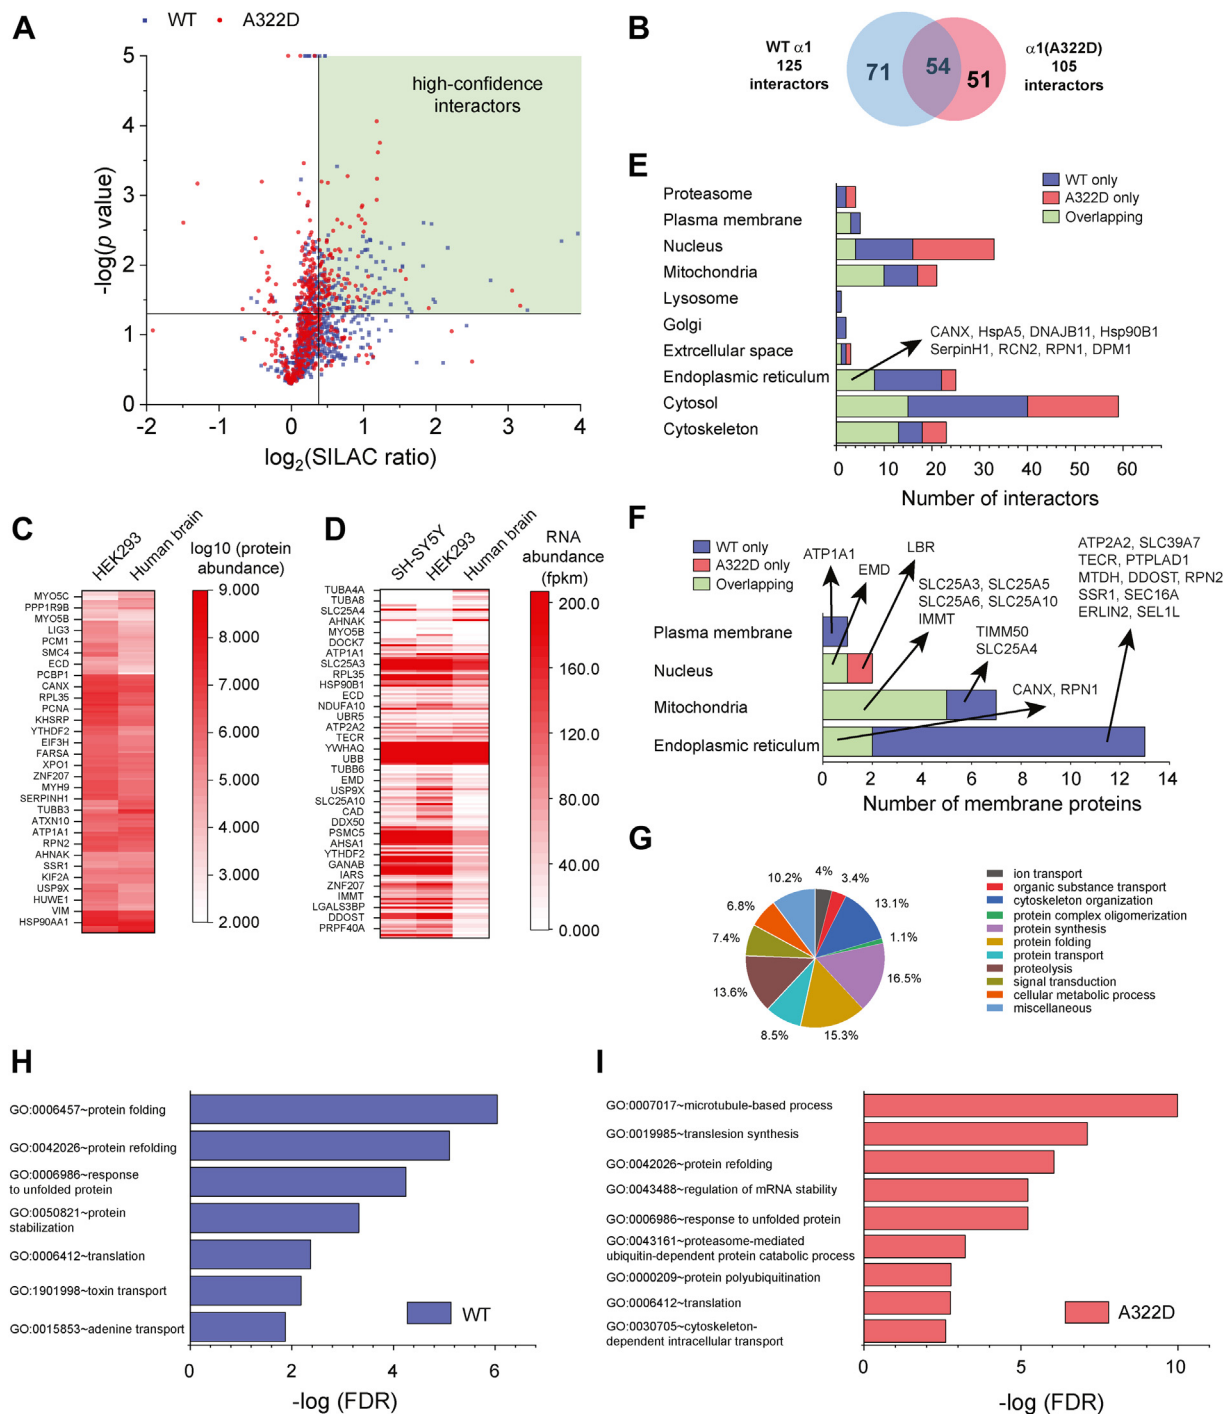 A
WT
A322D
high-confidence
interactors
5
4
3
2
1
0
-2
-1
0
1
2
3
4
-log(p value)
log2(SILAC ratio)
B
WT α1
125
interactors
71
54
51
α1(A322D)
105
interactors
E
WT only
A322D only
Overlapping
Proteasome
Plasma membrane
Nucleus
Mitochondria
Lysosome
Golgi
Extrcellular space
Endoplasmic reticulum
Cytosol
Cytoskeleton
CANX, HspA5, DNAJB11, Hsp90B1
SerpinH1, RCN2, RPN1, DPM1
0 10 20 30 40 50 60
Number of interactors
C
HEK293
Human brain
log10 (protein
abundance)
MYO5C
PPP1R9B
MYO5B
LIG3
PCM1
SMC4
ECD
PCBP1
CANX
RPL35
PCNA
KHSRP
YTHDF2
EIF3H
FARSA
XPO1
ZNF207
MYH9
SERPINH1
TUBB3
ATXN10
ATP1A1
RPN2
AHNAK
SSR1
KIF2A
USP9X
HUWE1
VIM
HSP90AA1
9.000
8.000
7.000
6.000
5.000
4.000
3.000
2.000
D
SH-SY5Y
HEK293
Human brain
RNA
abundance
(fpkm)
TUBA4A
TUBA8
SLC25A4
AHNAK
MYO5B
DOCK7
ATP1A1
SLC25A3
RPL35
HSP90B1
ECD
NDUFA10
UBR5
ATP2A2
TECR
YWHAQ
UBB
TUBB6
EMD
USP9X
SLC25A10
CAD
DDX50
PSMC5
AHSA1
YTHDF2
GANAB
IARS
ZNF207
IMMT
LGALS3BP
DDOST
PRPF40A
200.0
160.0
120.0
80.00
40.00
0.000
F
WT only
A322D only
Overlapping
ATP1A1
EMD
LBR
SLC25A3, SLC25A5
SLC25A6, SLC25A10
IMMT
TIMM50
SLC25A4
CANX, RPN1
ATP2A2, SLC39A7
TECR, PTPLAD1
MTDH, DDOST, RPN2
SSR1, SEC16A
ERLIN2, SEL1L
Plasma membrane
Nucleus
Mitochondria
Endoplasmic reticulum
0 2 4 6 8 10 12 14
Number of membrane proteins
G
4%
3.4%
13.1%
1.1%
16.5%
15.3%
8.5%
13.6%
7.4%
6.8%
10.2%
ion transport
organic substance transport
cytoskeleton organization
protein complex oligomerization
protein synthesis
protein folding
protein transport
proteolysis
signal transduction
cellular metabolic process
miscellaneous
H
GO:0006457~protein folding
GO:0042026~protein refolding
GO:0006986~response
to unfolded protein
GO:0050821~protein
stabilization
GO:0006412~translation
GO:1901998~toxin transport
GO:0015853~adenine transport
WT
0 2 4 6
-log (FDR)
I
GO:0007017~microtubule-based process
GO:0019985~translesion synthesis
GO:0042026~protein refolding
GO:0043488~regulation of mRNA stability
GO:0006986~response to unfolded protein
GO:0043161~proteasome-mediated
ubiquitin-dependent protein catabolic process
GO:0000209~protein polyubiquitination
GO:0006412~translation
GO:0030705~cytoskeleton-
dependent intracellular transport
A322D
0 5 10
-log (FDR)